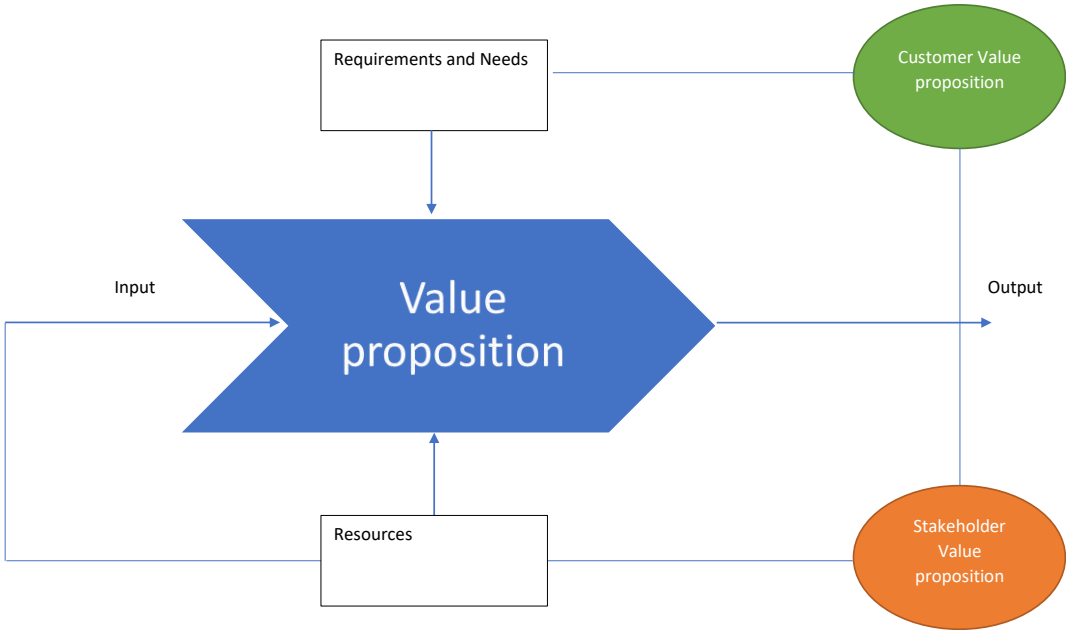 Requirements and Needs
Customer Value
proposition
Input
Value
proposition
Output
Resources
Stakeholder
Value
proposition